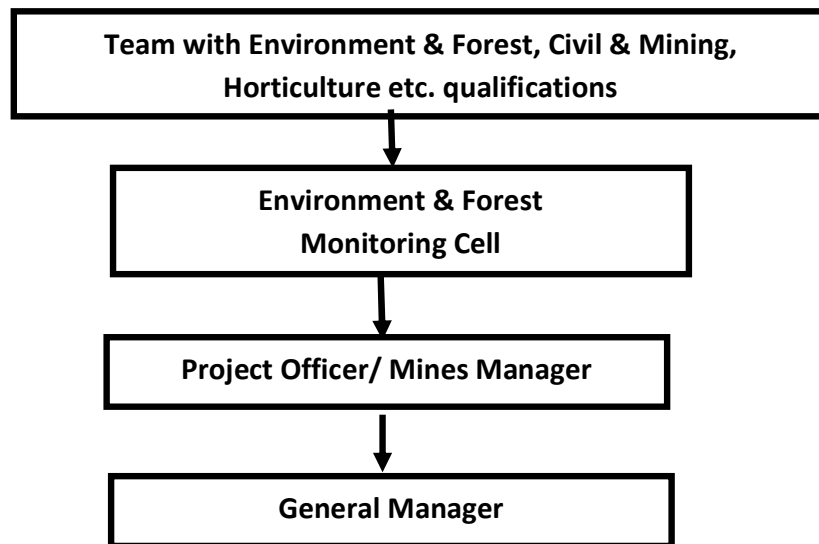 Team with Environment & Forest, Civil & Mining,
Horticulture etc. qualifications
Environment & Forest
Monitoring Cell
Project Officer/ Mines Manager
General Manager